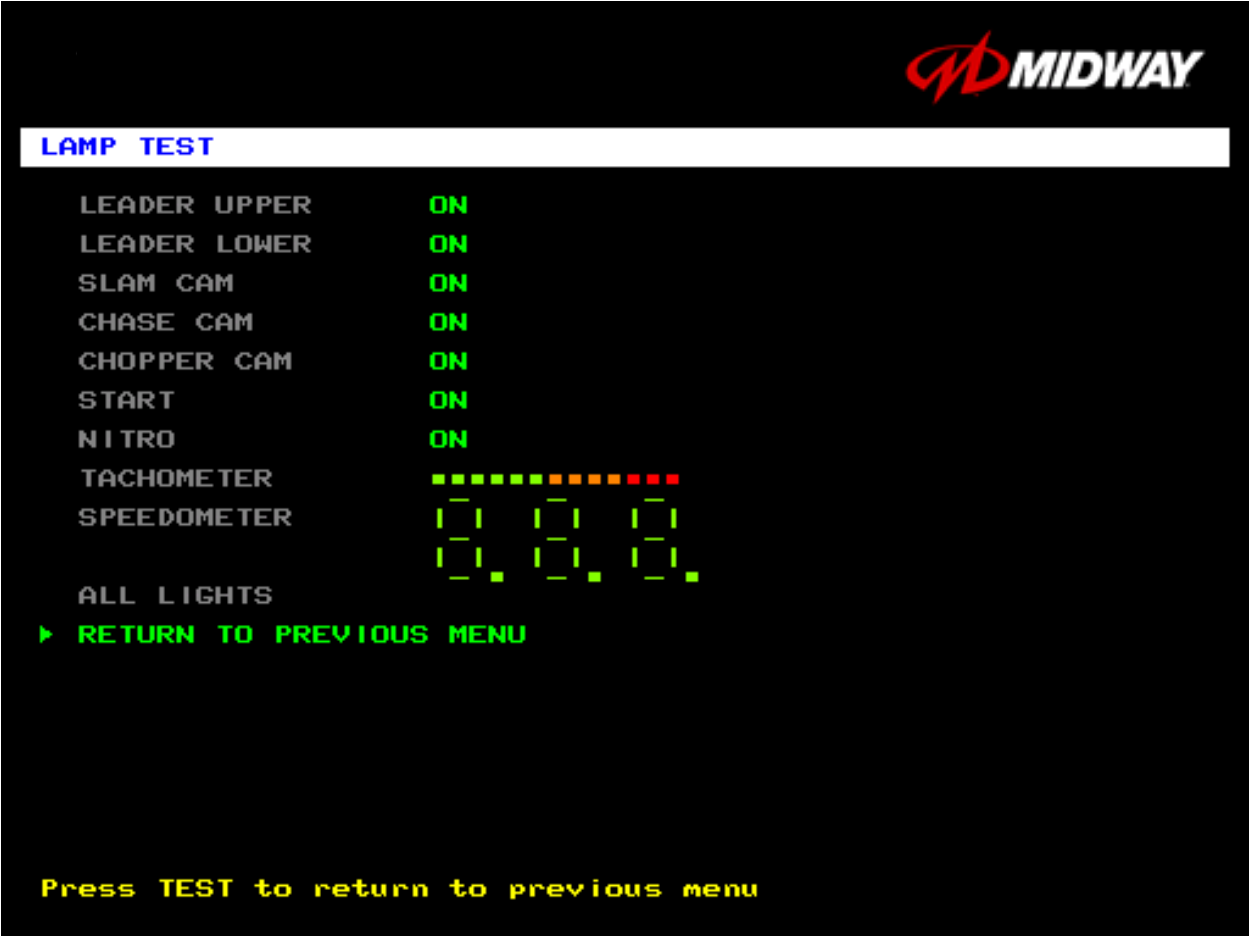 MIDWAY
LAMP TEST
LEADER UPPER ON
LEADER LOWER ON
SLAM CAM ON
CHASE CAM ON
CHOPPER CAM ON
START ON
NITRO ON
TACHOMETER
SPEEDOMETER 8.8.8.
ALL LIGHTS
RETURN TO PREVIOUS MENU
Press TEST to return to previous menu